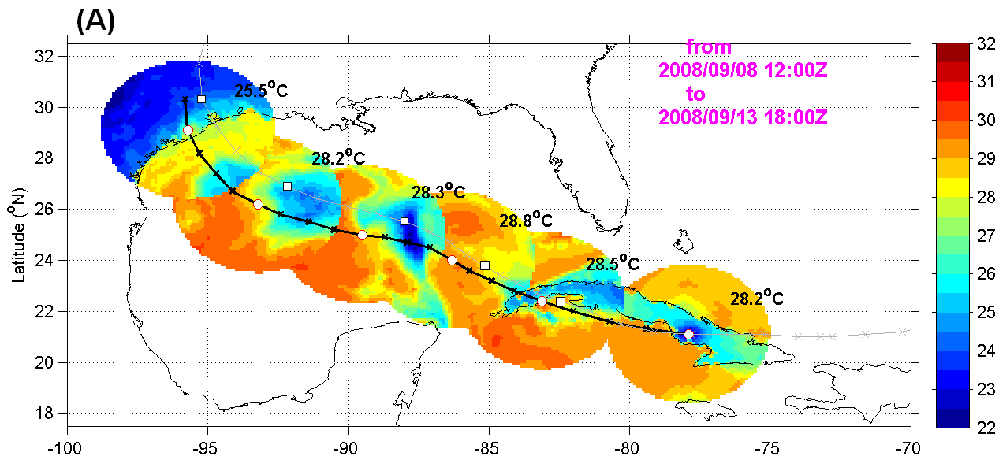 (A)
from
2008/09/08 12:00Z
to
2008/09/13 18:00Z
25.5°C
28.2°C
28.3°C
28.8°C
28.5°C
28.2°C
Latitude (°N)
32
30
28
26
24
22
20
18
-100
-95
-90
-85
-80
-75
-70
32
31
30
29
28
27
26
25
24
23
22